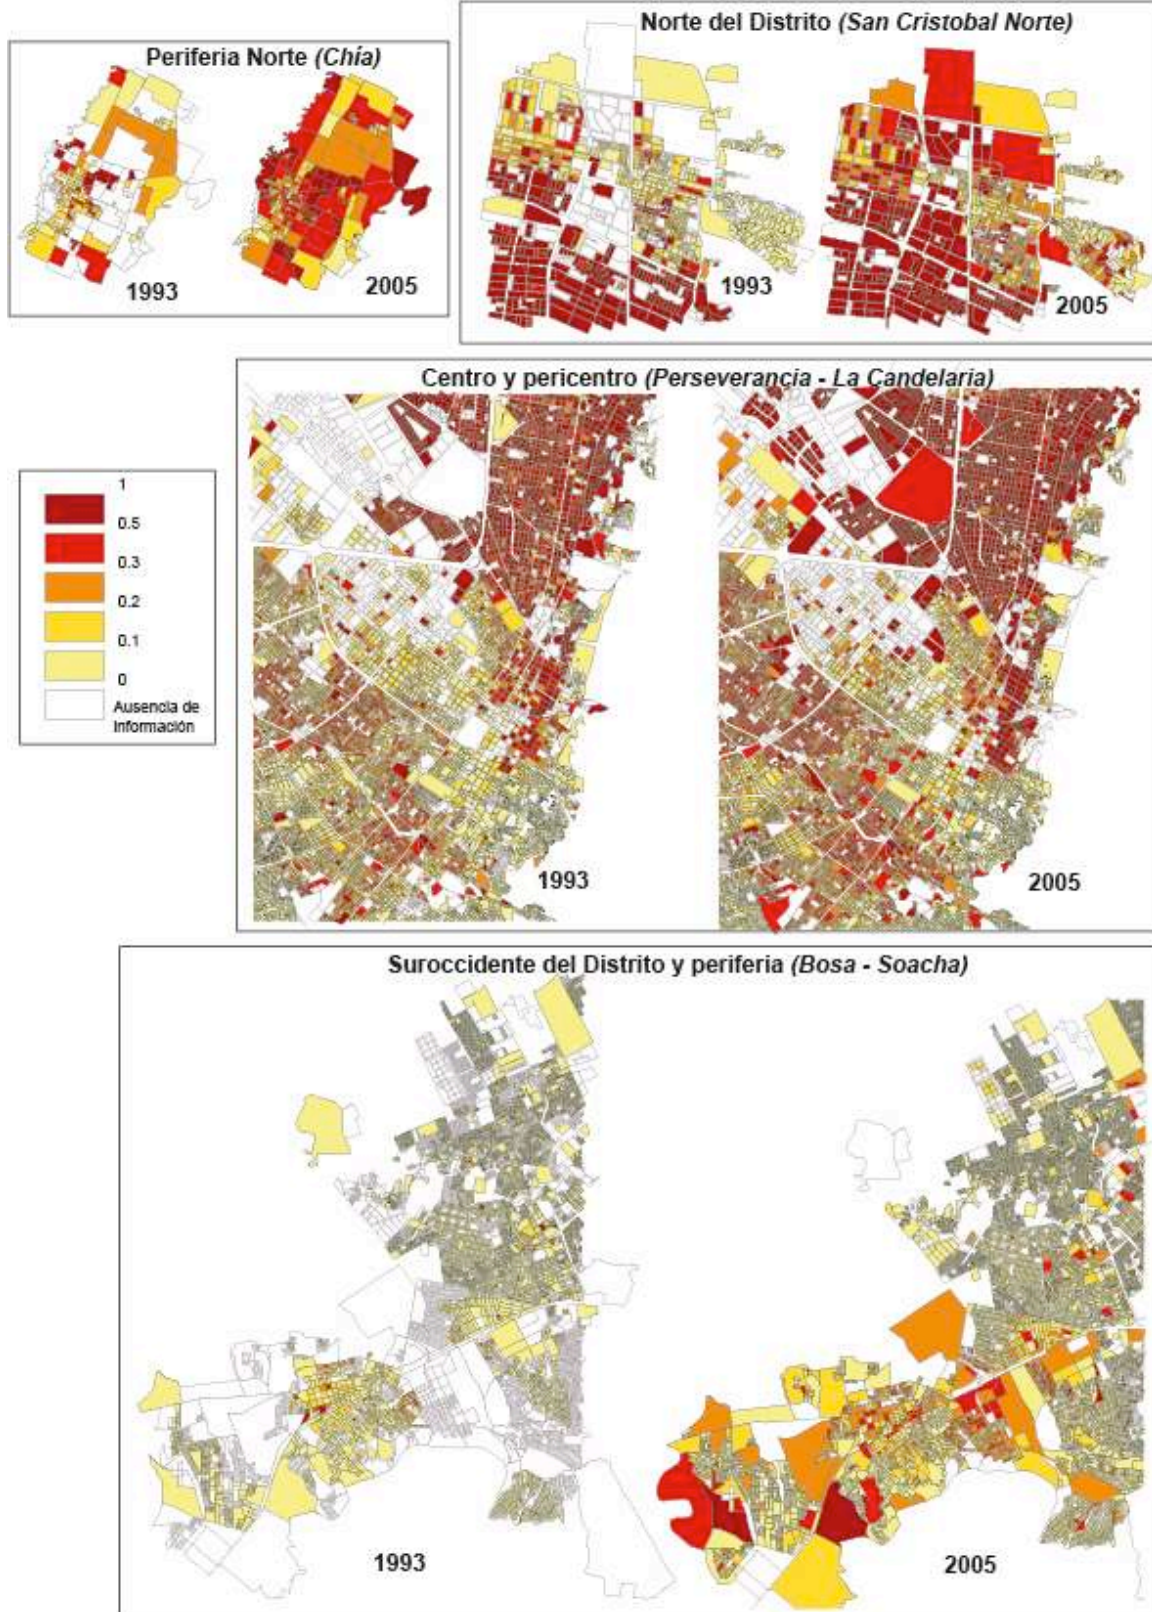 Periferia Norte (Chía)
1993
2005
Norte del Distrito (San Cristobal Norte)
1993
2005
Centro y pericentro (Perseverancia - La Candelaria)
1993
2005
1
0.5
0.3
0.2
0.1
0
Ausencia de
Información
Suroccidente del Distrito y periferia (Bosa - Soacha)
1993
2005